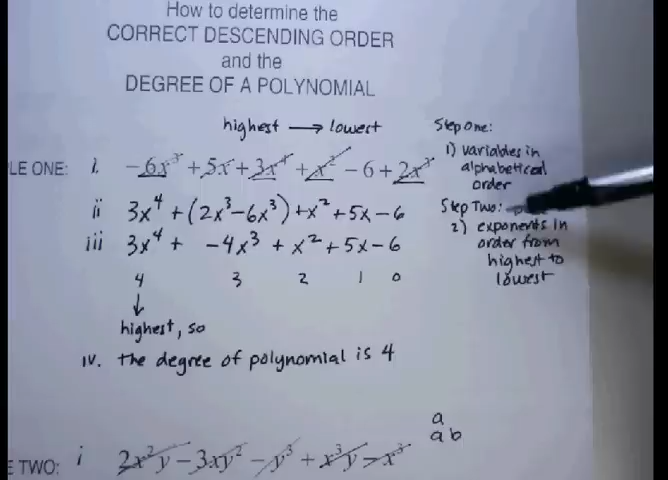 How to determine the
CORRECT DESCENDING ORDER
and the
DEGREE OF A POLYNOMIAL
highest → lowest
Step One:
1) variables in
alphabetical
order
Step Two:
2) exponents in
order from
highest to
lowest
LE ONE: i. -6x³ + 5x + 3x⁴ + x² - 6 + 2x³
ii 3x⁴ + (2x³ - 6x³) + x² + 5x - 6
iii 3x⁴ + -4x³ + x² + 5x - 6
4 3 2 1 0
↓
highest, so
iv. the degree of polynomial is 4
a
ab
E TWO: i 2x²y - 3xy² - y³ + x³y - x³